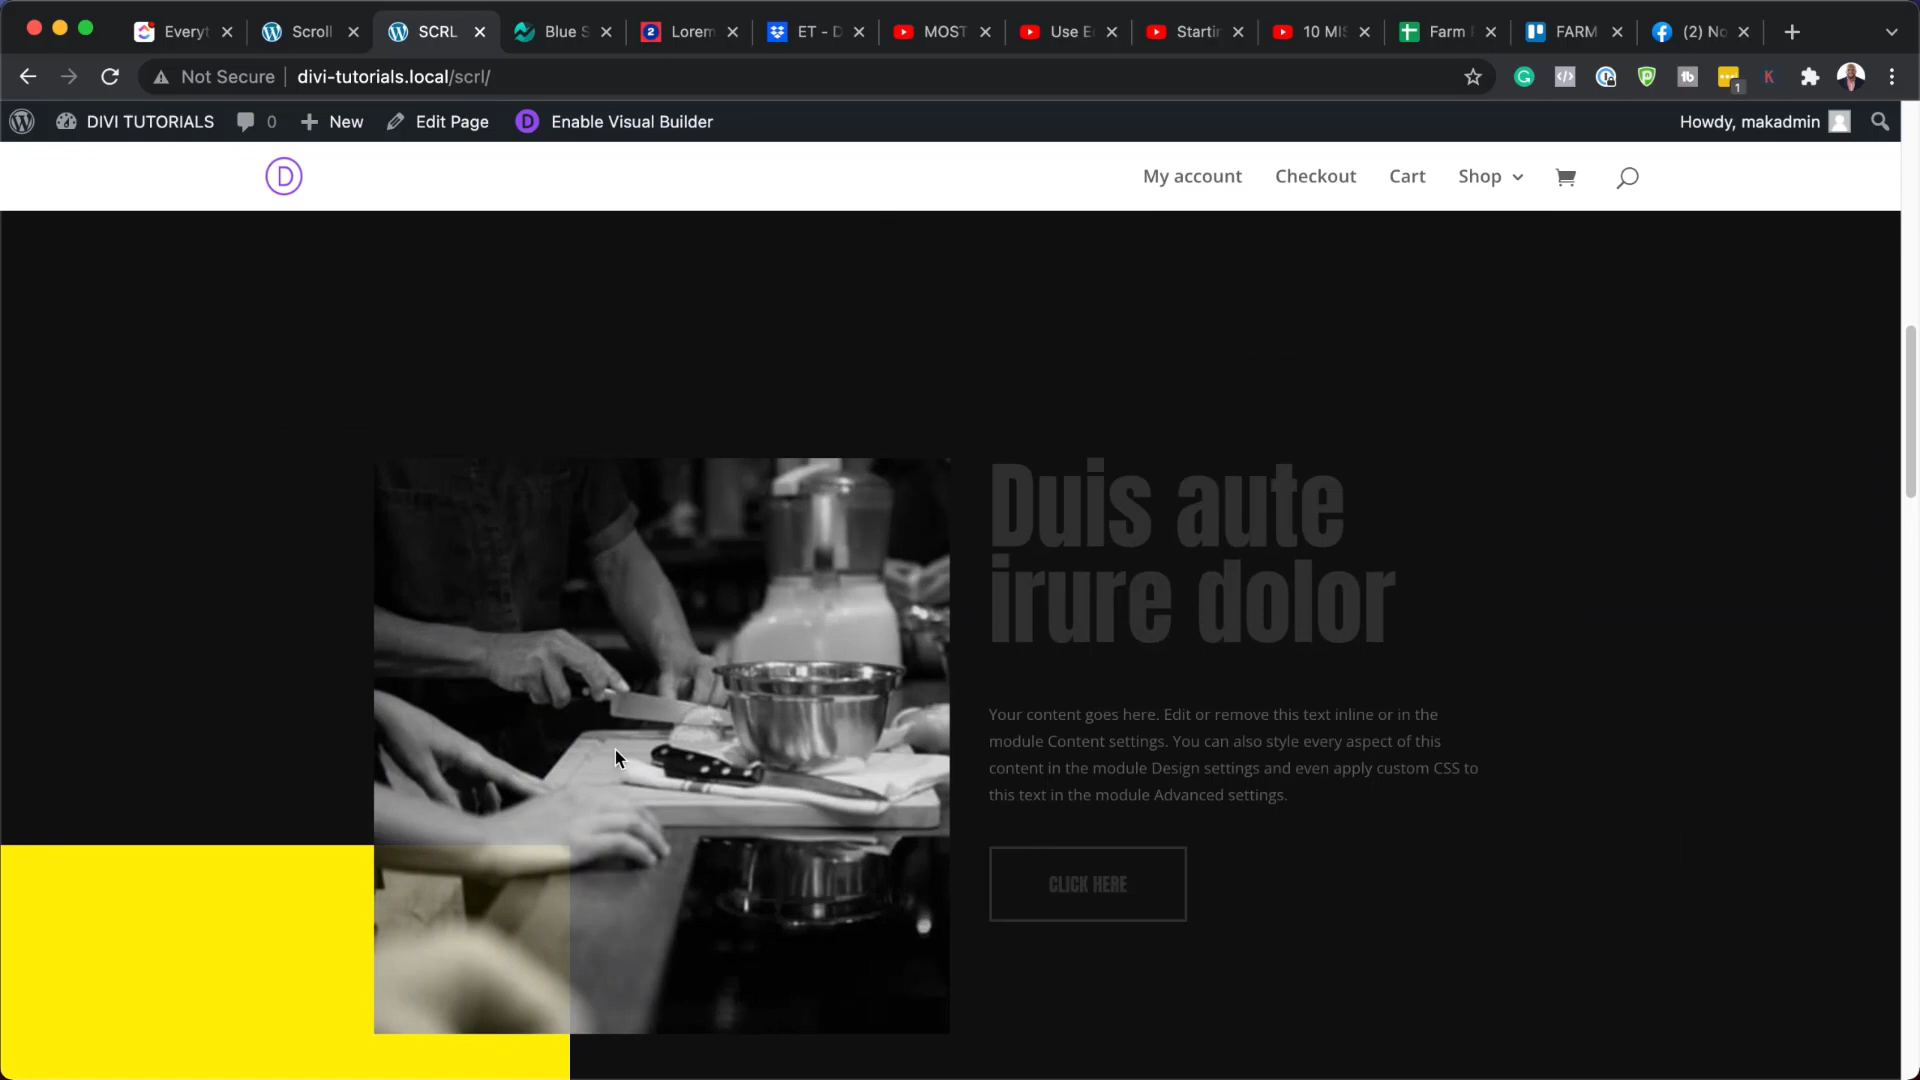 Everyt
Scroll
SCRL
Blue S
Lorem
ET - D
MOST
Use E
Startin
10 MIS
Farm
FARM
(2) No
Not Secure
divi-tutorials.local/scrl/
1
DIVI TUTORIALS
0
New
Edit Page
D
Enable Visual Builder
Howdy, makadmin
D
My account
Checkout
Cart
Shop
Duis aute
irure dolor
Your content goes here. Edit or remove this text inline or in the
module Content settings. You can also style every aspect of this
content in the module Design settings and even apply custom CSS to
this text in the module Advanced settings.
CLICK HERE